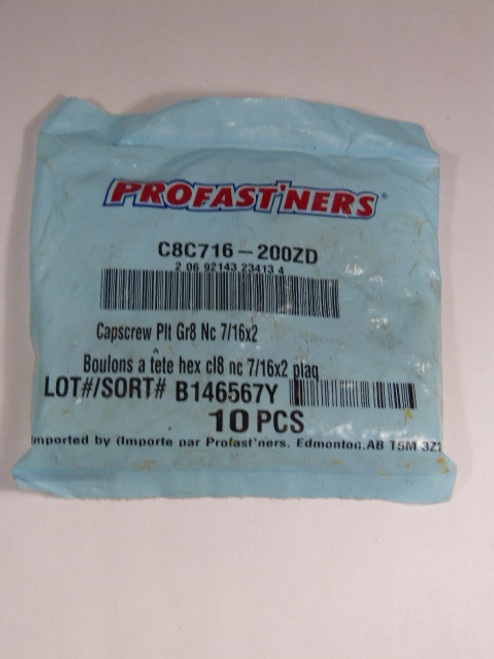 PROFAST'NERS®
C8C716-200ZD
2 06 92143 23413 4
Capscrew Plt Gr8 Nc 7/16x2
Boulons a tête hex cl8 nc 7/16x2 plaq
LOT#/SORT# B146567Y
10 PCS
Imported by (Importe par Profast'ners, Edmonton,AB T5M 3Z1